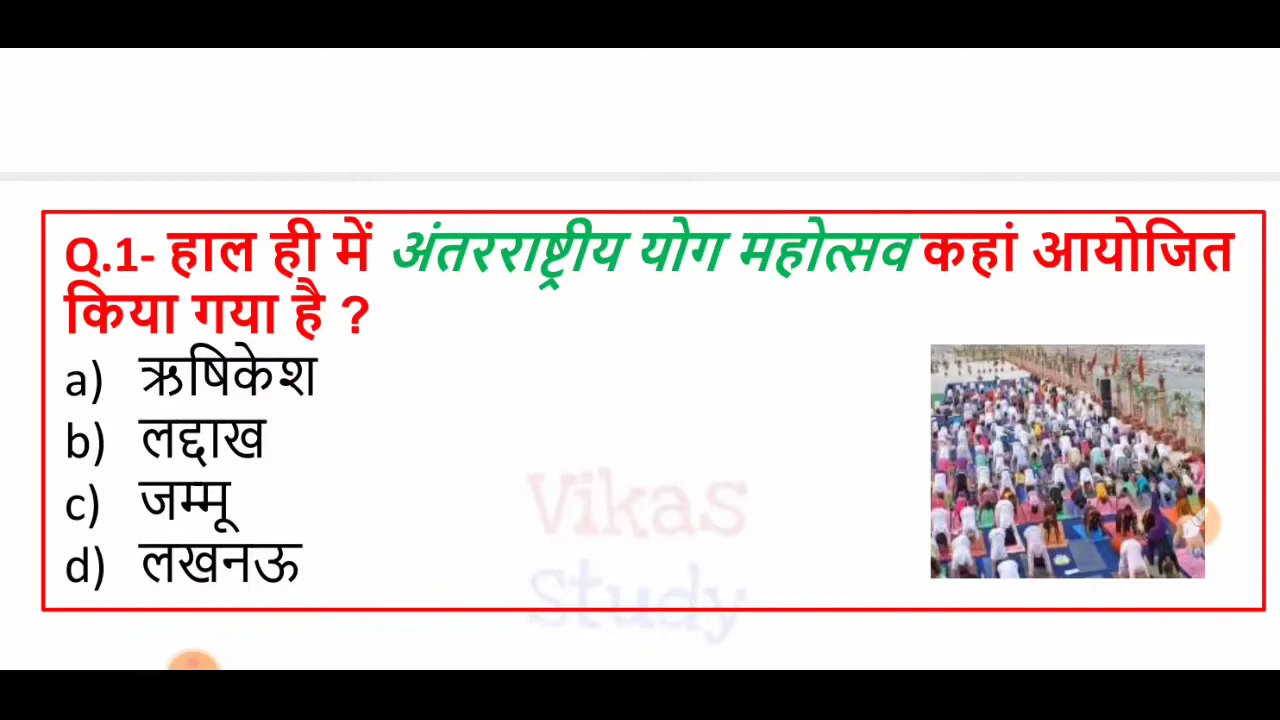 Q.1- हाल ही में अंतरराष्ट्रीय योग महोत्सव कहां आयोजित
किया गया है ?
a) ऋषिकेश
b) लद्दाख
c) जम्मू
d) लखनऊ
Vikas
Study